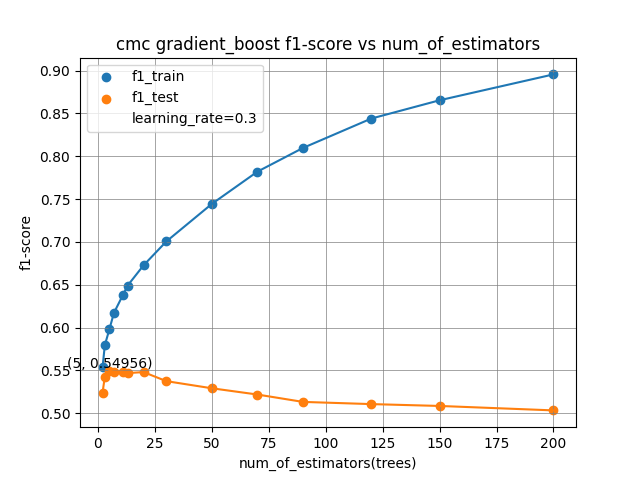 cmc gradient_boost f1-score vs num_of_estimators
f1_train
f1_test
learning_rate=0.3
(5, 0.54956)
0.90
0.85
0.80
0.75
0.70
0.65
0.60
0.55
0.50
f1-score
0 25 50 75 100 125 150 175 200
num_of_estimators(trees)